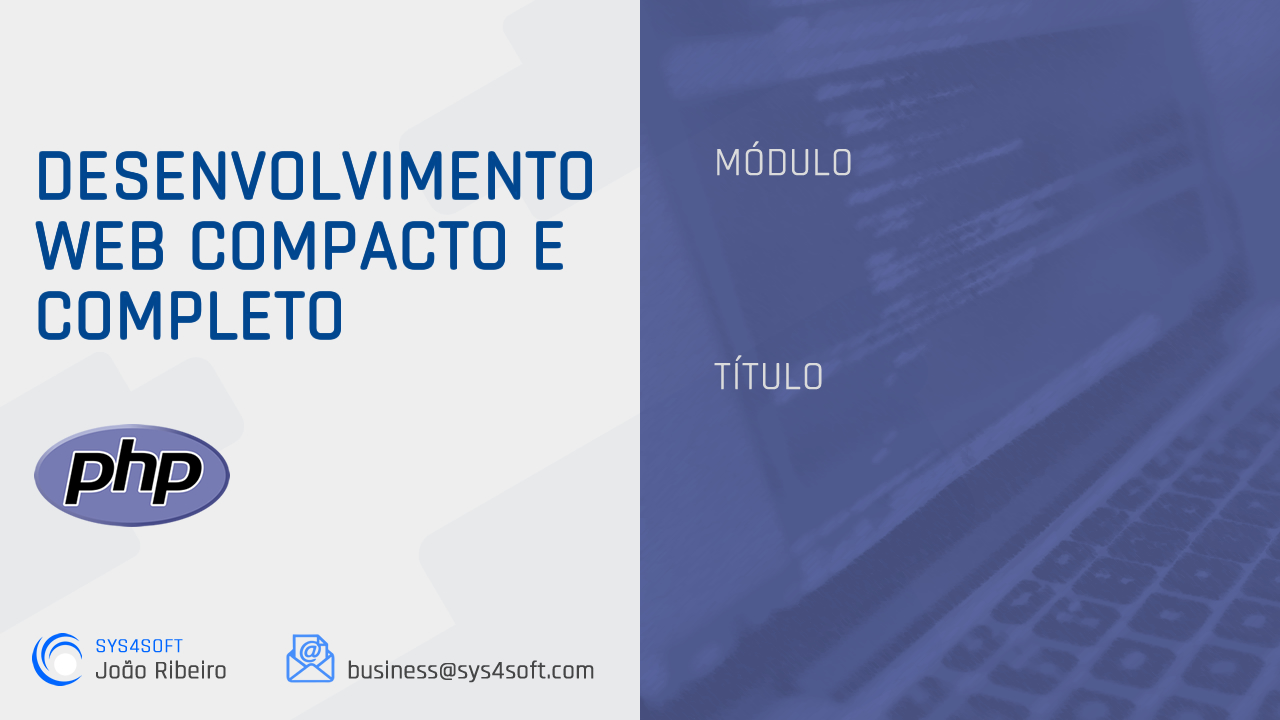 DESENVOLVIMENTO
WEB COMPACTO E
COMPLETO
php
SYS4SOFT
João Ribeiro
business@sys4soft.com
MÓDULO
TÍTULO